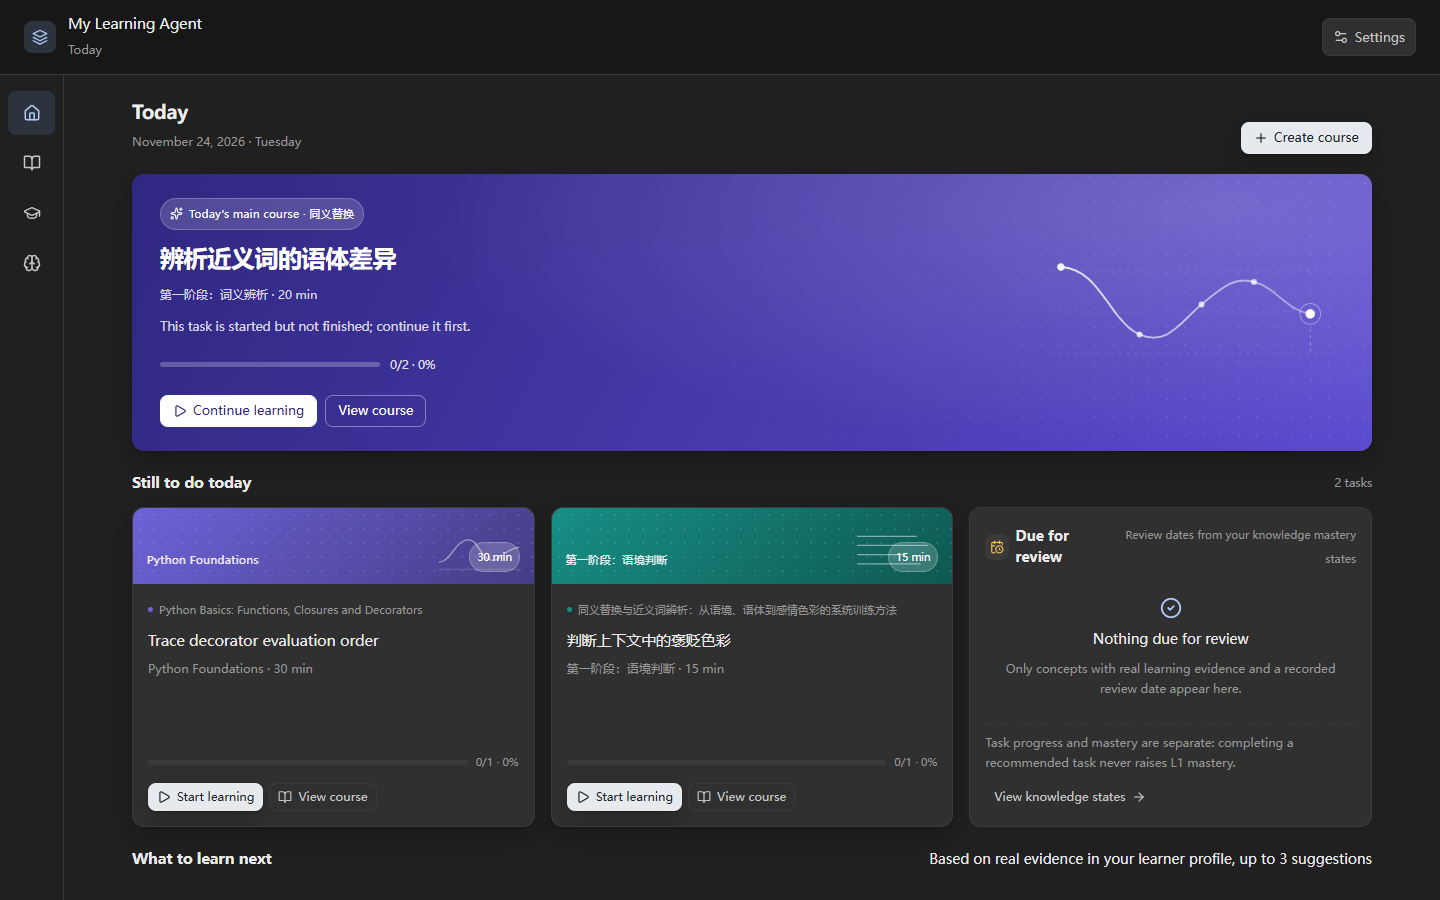 My Learning Agent
Today
Settings
Today
November 24, 2026 · Tuesday
Create course
Today's main course · 同义替换
辨析近义词的语体差异
第一阶段：词义辨析 · 20 min
This task is started but not finished; continue it first.
0/2 · 0%
Continue learning
View course
Still to do today
2 tasks
Python Foundations
30 min
Python Basics: Functions, Closures and Decorators
Trace decorator evaluation order
Python Foundations · 30 min
0/1 · 0%
Start learning
View course
第一阶段：语境判断
15 min
同义替换与近义词辨析：从语境、语体到感情色彩的系统训练方法
判断上下文中的褒贬色彩
第一阶段：语境判断 · 15 min
0/1 · 0%
Start learning
View course
Due for
review
Review dates from your knowledge mastery
states
Nothing due for review
Only concepts with real learning evidence and a recorded
review date appear here.
Task progress and mastery are separate: completing a
recommended task never raises L1 mastery.
View knowledge states
What to learn next
Based on real evidence in your learner profile, up to 3 suggestions